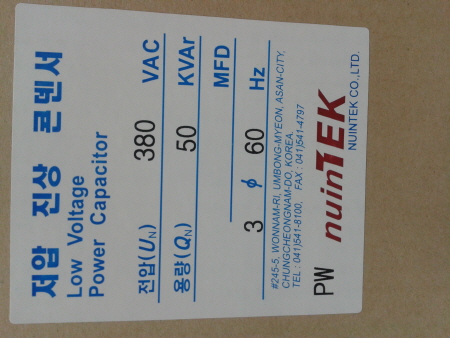 저압 진상 콘덴서
Low Voltage
Power Capacitor
전압(UN) 380 VAC
용량(QN) 50 KVAr
MFD
3 ϕ 60 Hz
#245-5, WONNAM-RI, UMBONG-MYEON, ASAN-CITY,
CHUNGCHEONGNAM-DO, KOREA.
TEL : 041)541-8100, FAX : 041)541-4797
PW nuinTEK
NUINTEK CO.,LTD.